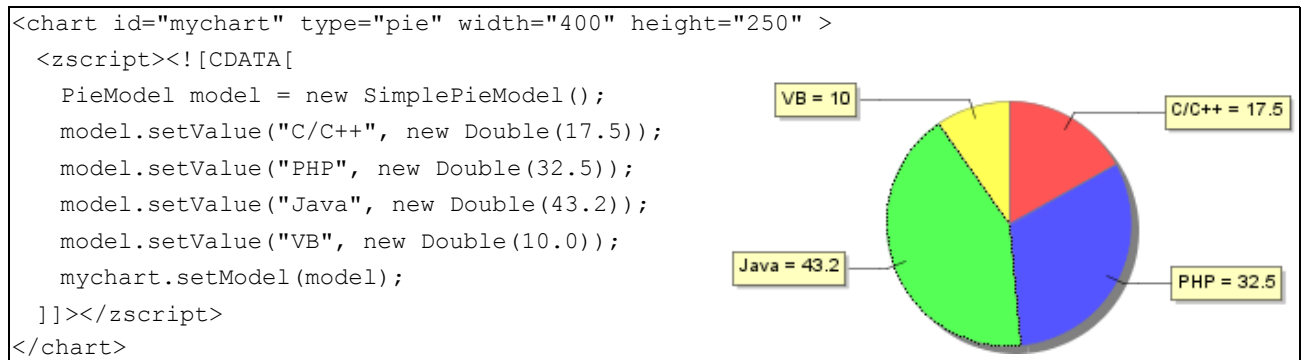 <chart id="mychart" type="pie" width="400" height="250" >
<zscript><![CDATA[
PieModel model = new SimplePieModel();
model.setValue("C/C++", new Double(17.5));
model.setValue("PHP", new Double(32.5));
model.setValue("Java", new Double(43.2));
model.setValue("VB", new Double(10.0));
mychart.setModel(model);
]]></zscript>
</chart>
VB = 10
C/C++ = 17.5
Java = 43.2
PHP = 32.5